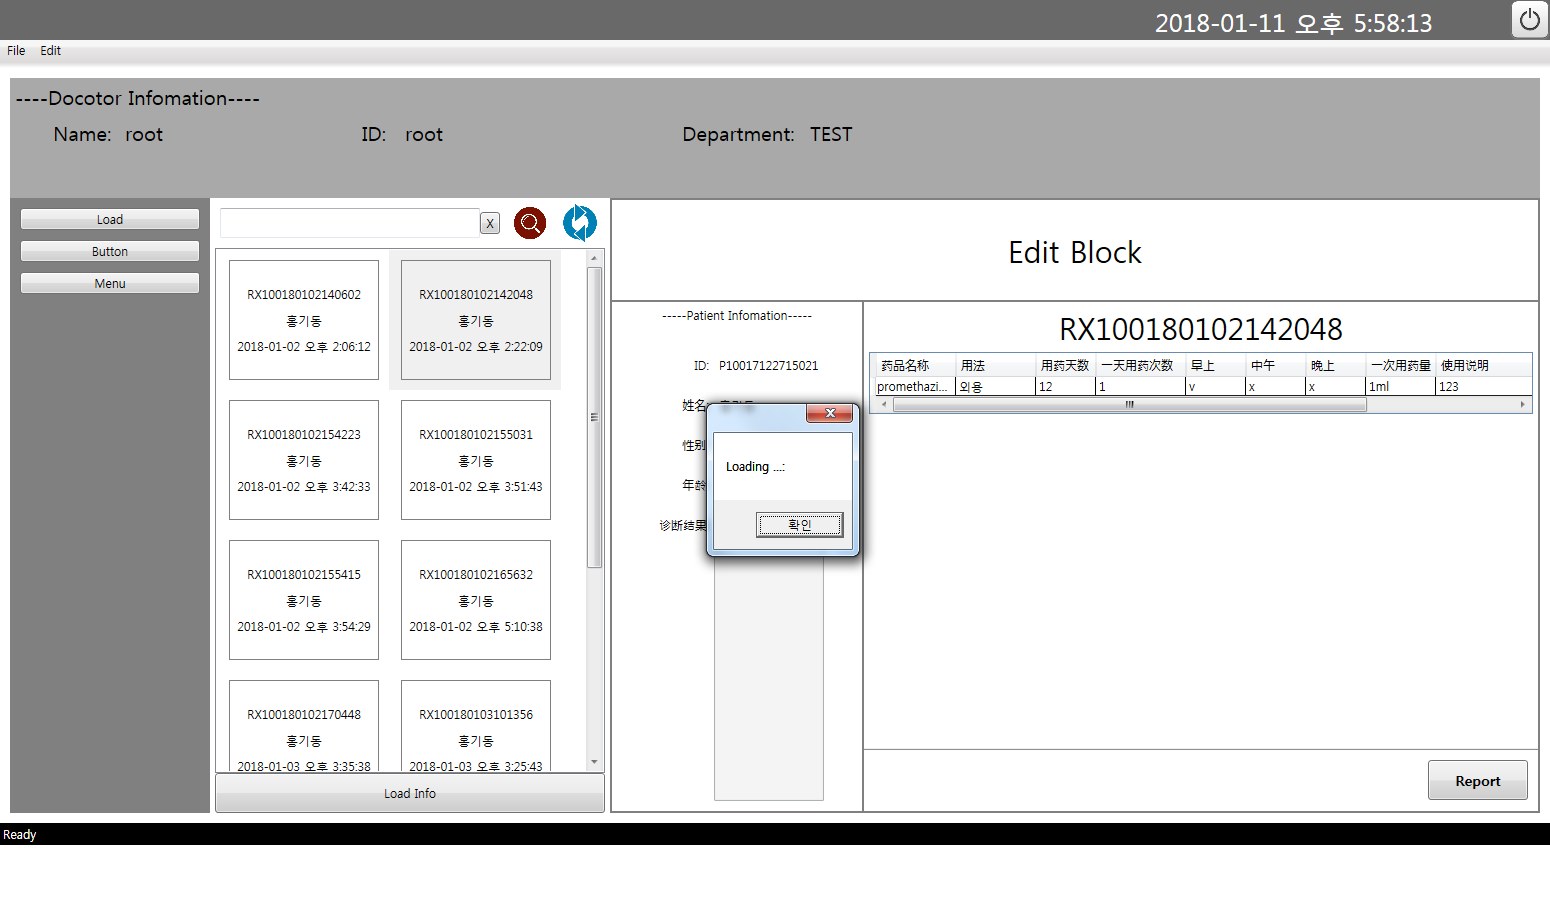 2018-01-11 오후 5:58:13
File Edit
----Docotor Infomation----
Name: root ID: root Department: TEST
Load
Button
Menu
X
RX100180102140602
홍기동
2018-01-02 오후 2:06:12
RX100180102142048
홍기동
2018-01-02 오후 2:22:09
RX100180102154223
홍기동
2018-01-02 오후 3:42:33
RX100180102155031
홍기동
2018-01-02 오후 3:51:43
RX100180102155415
홍기동
2018-01-02 오후 3:54:29
RX100180102165632
홍기동
2018-01-02 오후 5:10:38
RX100180102170448
홍기동
2018-01-03 오후 3:35:38
RX100180103101356
홍기동
2018-01-03 오후 3:25:43
Load Info
Edit Block
-----Patient Infomation-----
ID: P10017122715021
姓名
性别
年龄
诊断结果
Loading ...:
확인
RX100180102142048
药品名称 用法 用药天数 一天用药次数 早上 中午 晚上 一次用药量 使用说明
promethazi... 외용 12 1 v x x 1ml 123
Report
Ready